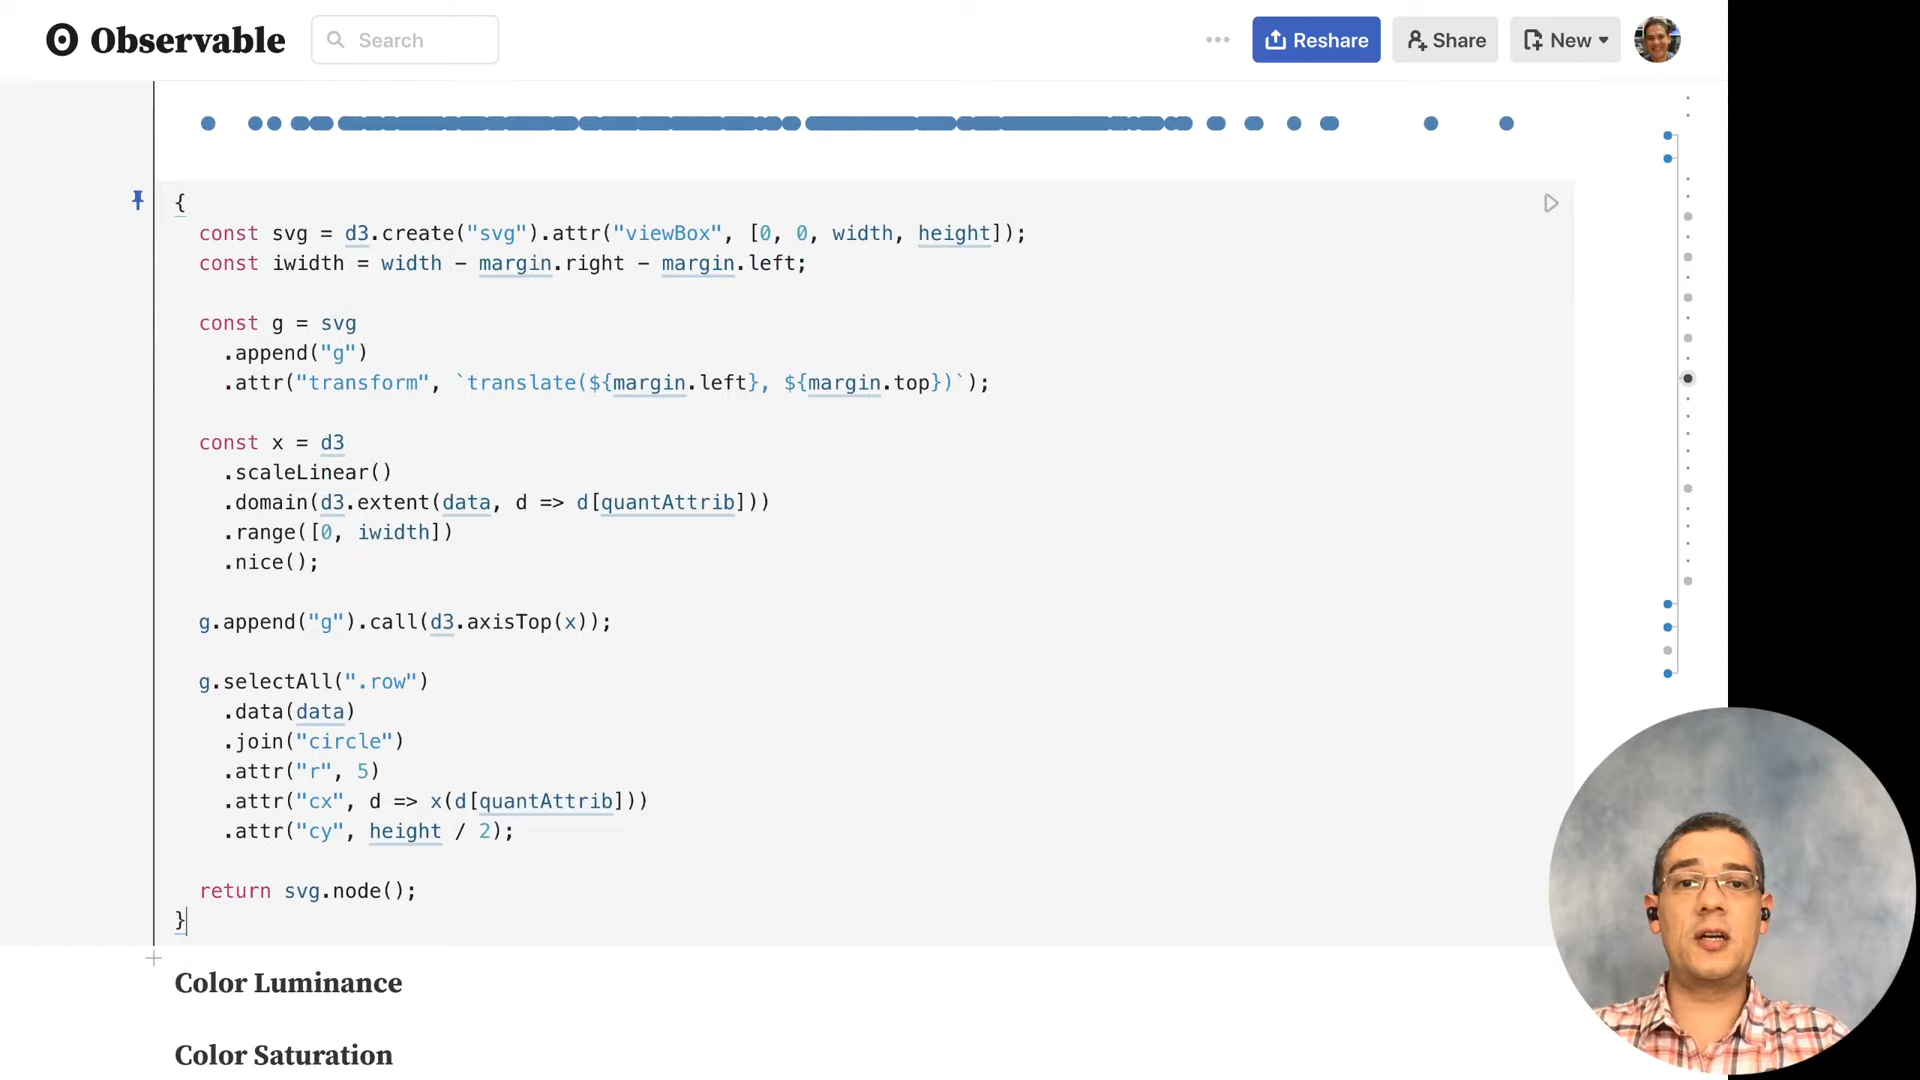 Observable
Search
Reshare
Share
New
{
const svg = d3.create("svg").attr("viewBox", [0, 0, width, height]);
const iwidth = width - margin.right - margin.left;
const g = svg
.append("g")
.attr("transform", `translate(${margin.left}, ${margin.top})`);
const x = d3
.scaleLinear()
.domain(d3.extent(data, d => d[quantAttrib]))
.range([0, iwidth])
.nice();
g.append("g").call(d3.axisTop(x));
g.selectAll(".row")
.data(data)
.join("circle")
.attr("r", 5)
.attr("cx", d => x(d[quantAttrib]))
.attr("cy", height / 2);
return svg.node();
}
Color Luminance
Color Saturation